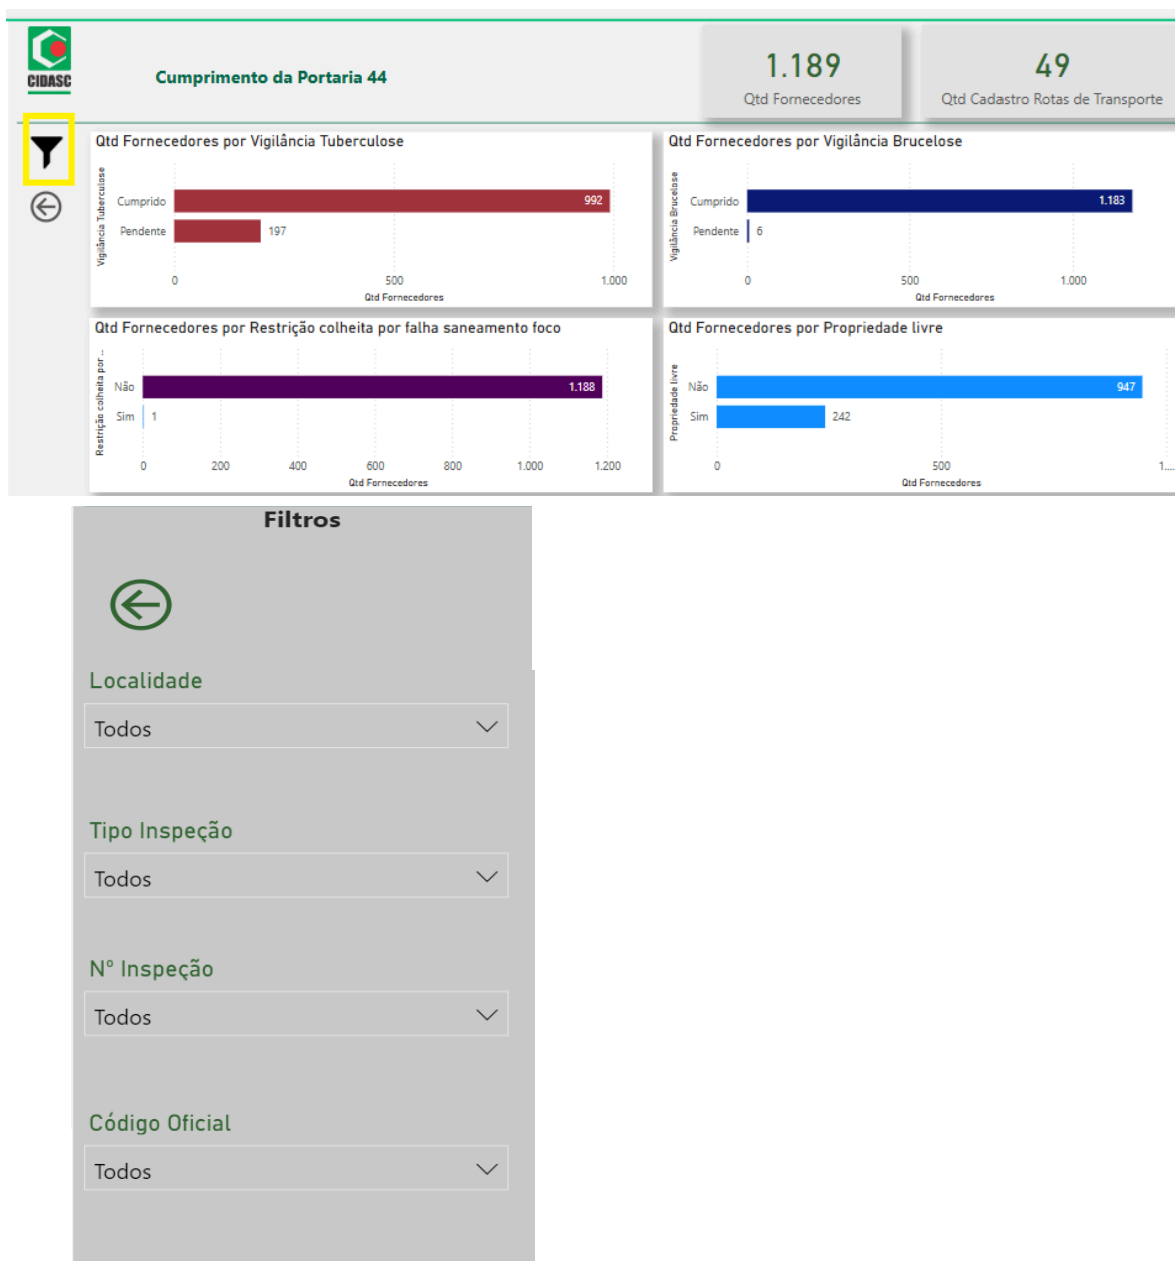 CIDASC
Cumprimento da Portaria 44
1.189
Qtd Fornecedores
49
Qtd Cadastro Rotas de Transporte
Qtd Fornecedores por Vigilância Tuberculose
Vigilância Tuberculose
Cumprido
992
Pendente
197
0
500
1.000
Qtd Fornecedores
Qtd Fornecedores por Vigilância Brucelose
Vigilância Brucelose
Cumprido
1.183
Pendente
6
0
500
1.000
Qtd Fornecedores
Qtd Fornecedores por Restrição colheita por falha saneamento foco
Restrição colheita por ...
Não
1.188
Sim
1
0
200
400
600
800
1.000
1.200
Qtd Fornecedores
Qtd Fornecedores por Propriedade livre
Propriedade livre
Não
947
Sim
242
0
500
1....
Qtd Fornecedores
Filtros
Localidade
Todos
Tipo Inspeção
Todos
Nº Inspeção
Todos
Código Oficial
Todos